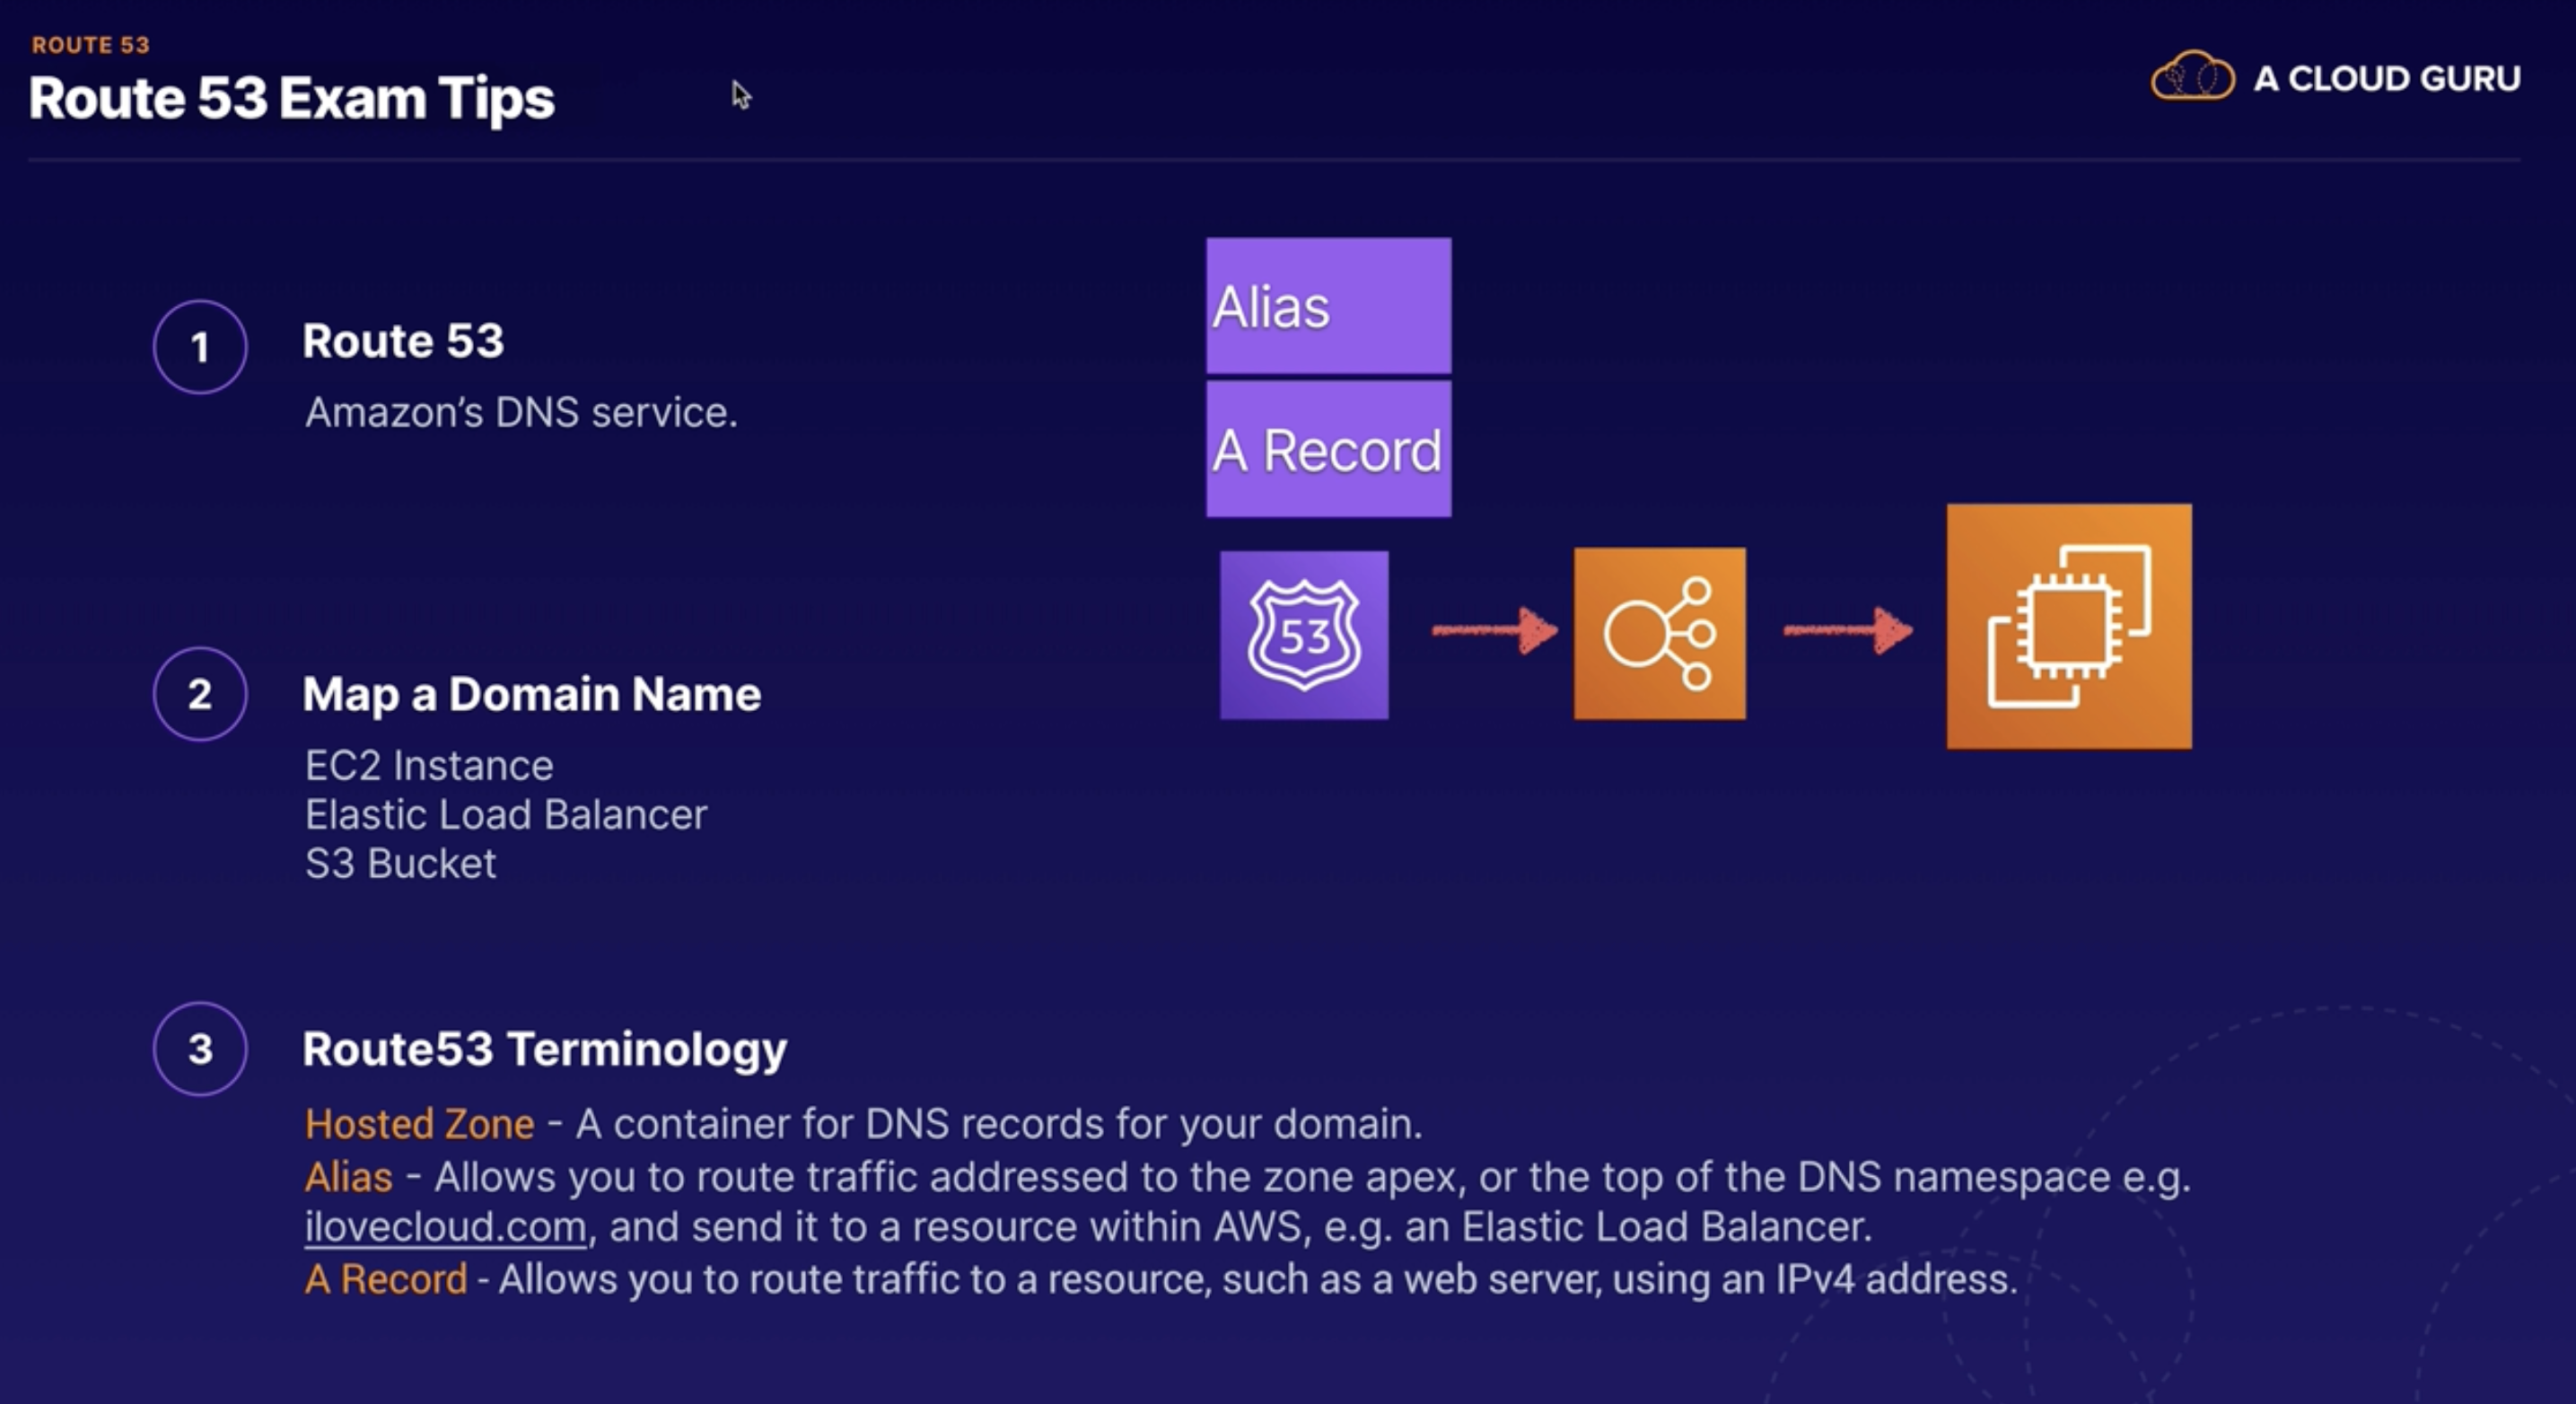 ROUTE 53
Route 53 Exam Tips
A CLOUD GURU
1
Route 53
Amazon’s DNS service.
Alias
A Record
53
2
Map a Domain Name
EC2 Instance
Elastic Load Balancer
S3 Bucket
3
Route53 Terminology
Hosted Zone - A container for DNS records for your domain.
Alias - Allows you to route traffic addressed to the zone apex, or the top of the DNS namespace e.g.
ilovecloud.com, and send it to a resource within AWS, e.g. an Elastic Load Balancer.
A Record - Allows you to route traffic to a resource, such as a web server, using an IPv4 address.